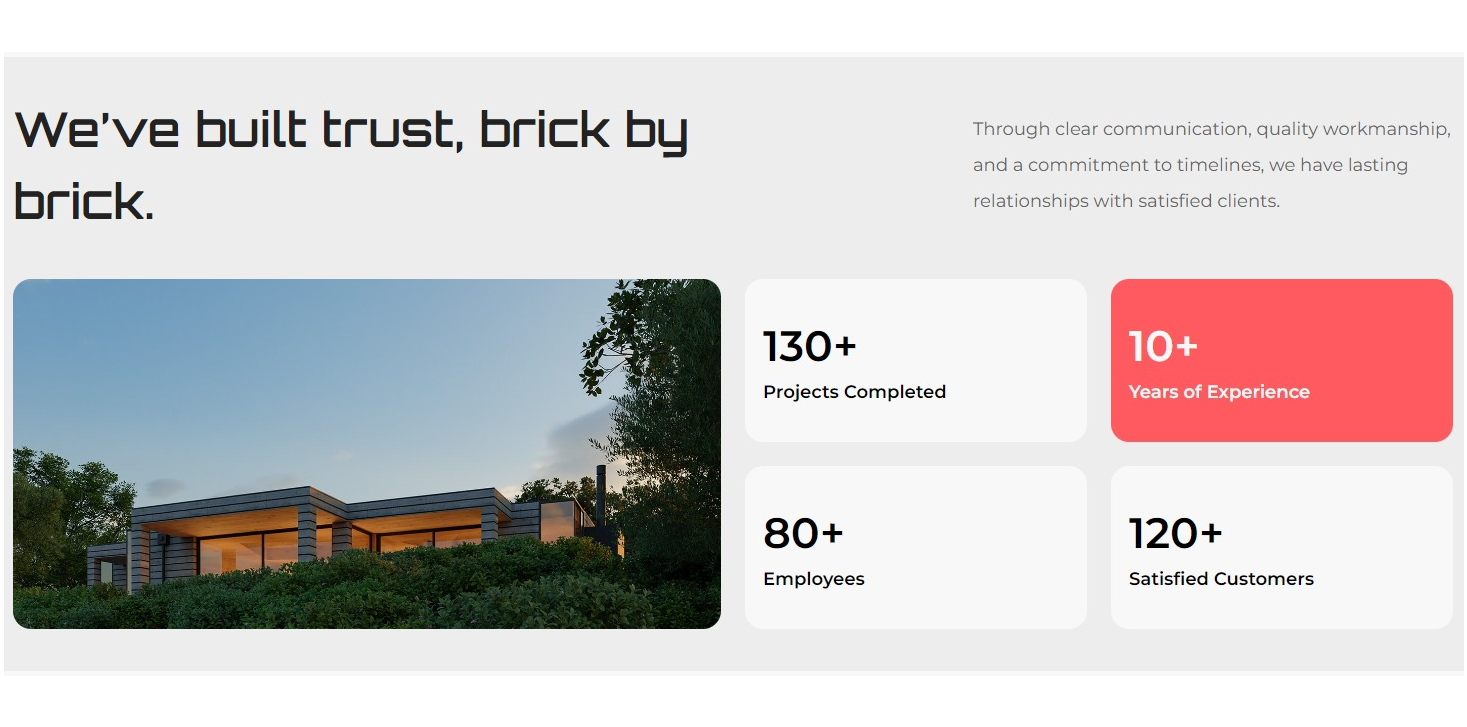 We've built trust, brick by
brick.
Through clear communication, quality workmanship,
and a commitment to timelines, we have lasting
relationships with satisfied clients.
130+
Projects Completed
10+
Years of Experience
80+
Employees
120+
Satisfied Customers